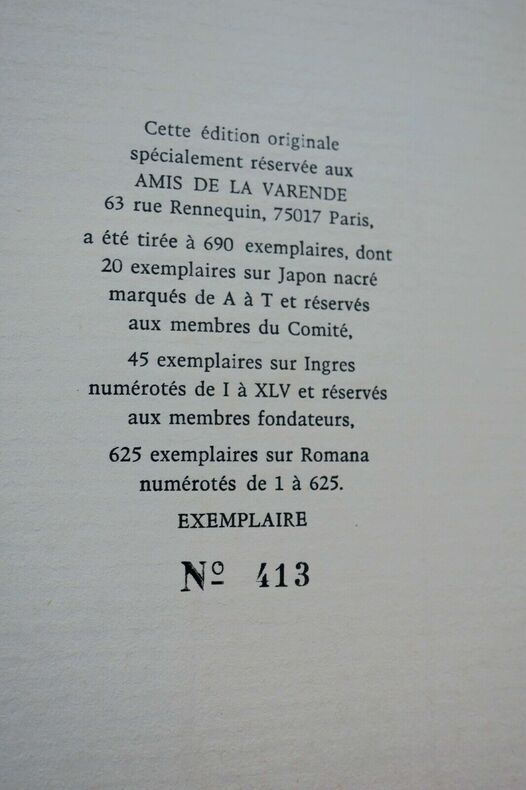 Cette édition originale
spécialement réservée aux
AMIS DE LA VARENDE
63 rue Rennequin, 75017 Paris,
a été tirée à 690 exemplaires, dont
20 exemplaires sur Japon nacré
marqués de A à T et réservés
aux membres du Comité,
45 exemplaires sur Ingres
numérotés de I à XLV et réservés
aux membres fondateurs,
625 exemplaires sur Romana
numérotés de 1 à 625.
EXEMPLAIRE
Nº 413